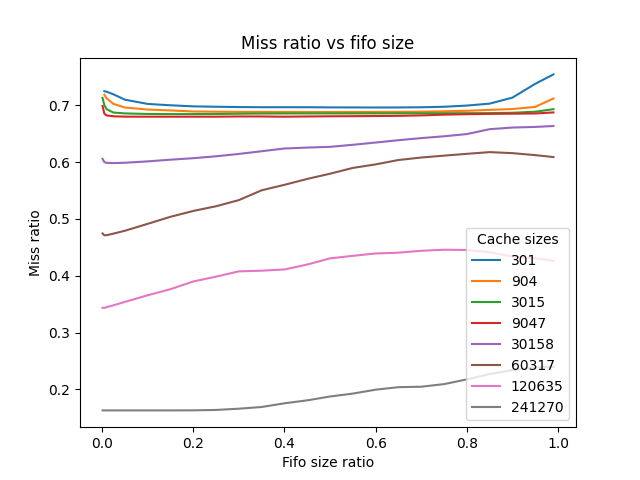 Miss ratio vs fifo size
Miss ratio
0.7
0.6
0.5
0.4
0.3
0.2
0.0 0.2 0.4 0.6 0.8 1.0
Fifo size ratio
Cache sizes
301
904
3015
9047
30158
60317
120635
241270